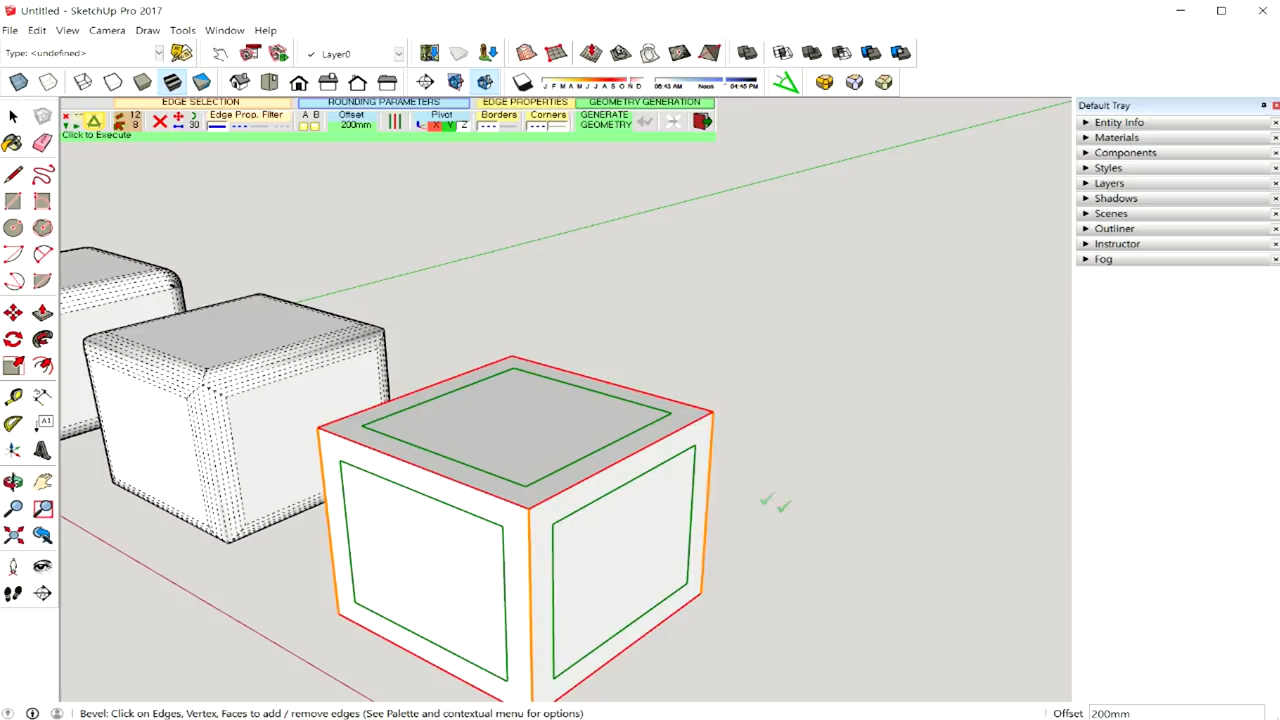 Untitled - SketchUp Pro 2017
File Edit View Camera Draw Tools Window Help
Type: <undefined>
Layer0
J F M A M J J A S O N D
06:43 AM Noon 04:45 PM
EDGE SELECTION ROUNDING PARAMETERS EDGE PROPERTIES GEOMETRY GENERATION
12 Edge Prop. Filter A B Offset Pivot Borders Corners GENERATE
8 30 200mm X Y Z GEOMETRY
Click to Execute
A1
Default Tray
Entity Info
Materials
Components
Styles
Layers
Shadows
Scenes
Outliner
Instructor
Fog
Bevel: Click on Edges, Vertex, Faces to add / remove edges (See Palette and contextual menu for options)
Offset 200mm